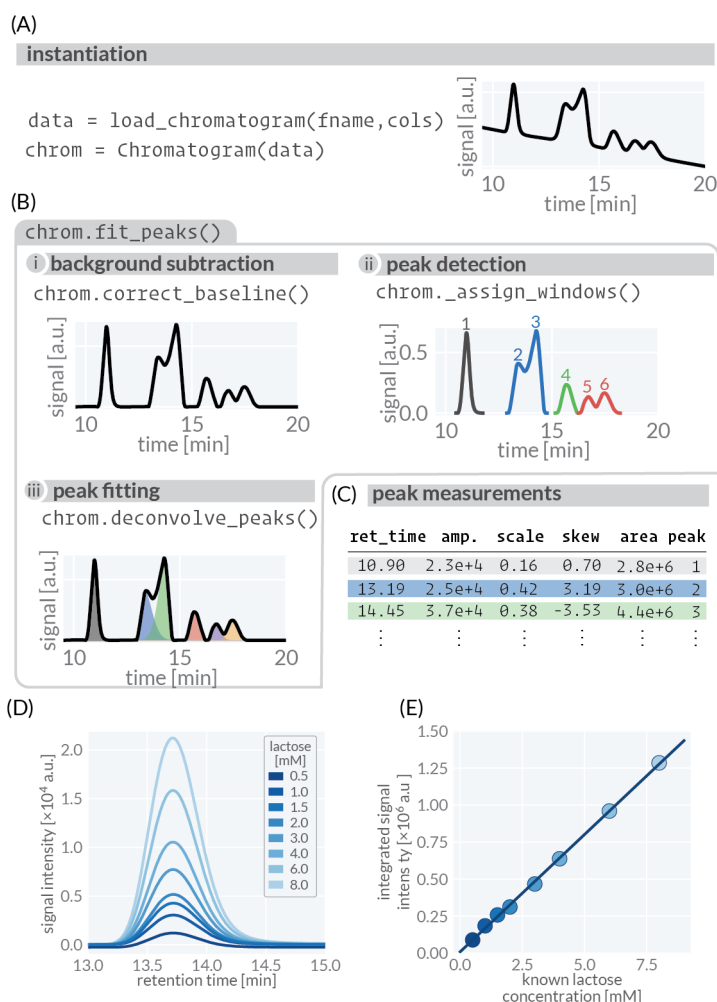 (A)
instantiation
data = load_chromatogram(fname,cols)
chrom = Chromatogram(data)
signal [a.u.]
10 15 20
time [min]
(B)
chrom.fit_peaks()
i background subtraction
chrom.correct_baseline()
signal [a.u.]
10 15 20
time [min]
ii peak detection
chrom._assign_windows()
signal [a.u.]
0.5
0.0
1 2 3 4 5 6
10 15 20
time [min]
iii peak fitting
chrom.deconvolve_peaks()
signal [a.u.]
10 15 20
time [min]
(C) peak measurements
ret_time amp. scale skew area peak
10.90 2.3e+4 0.16 0.70 2.8e+6 1
13.19 2.5e+4 0.42 3.19 3.0e+6 2
14.45 3.7e+4 0.38 -3.53 4.4e+6 3
⋮ ⋮ ⋮ ⋮ ⋮ ⋮
(D)
signal intensity [×10⁴ a.u.]
2.0
1.5
1.0
0.5
0.0
13.0 13.5 14.0 14.5 15.0
retention time [min]
lactose
[mM]
0.5
1.0
1.5
2.0
3.0
4.0
6.0
8.0
(E)
integrated signal
intens ty [×10⁶ a.u ]
1.50
1.25
1.00
0.75
0.50
0.25
0.00
0.0 2.5 5.0 7.5
known lactose
concentration [mM]